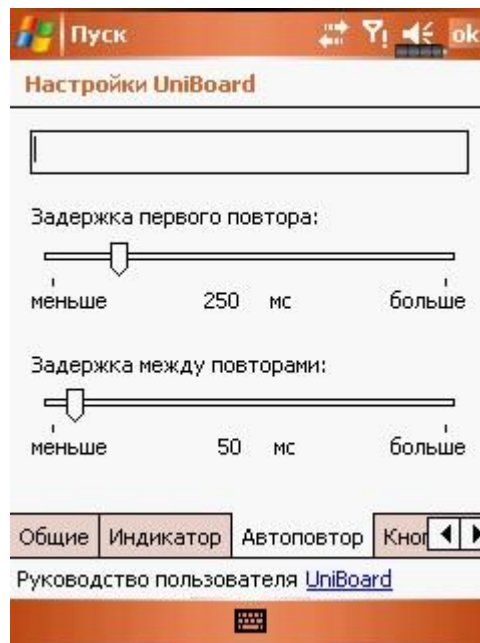 Пуск
ok
Настройки UniBoard
Задержка первого повтора:
меньше 250 мс больше
Задержка между повторами:
меньше 50 мс больше
Общие Индикатор Автоповтор Кноп
Руководство пользователя UniBoard